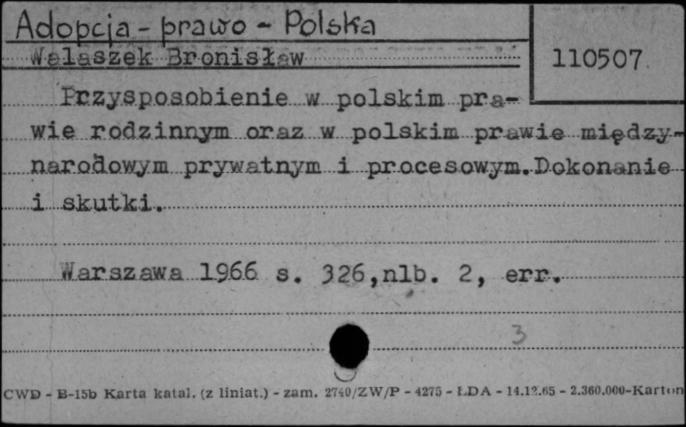 Adopcja - prawo - Polska
Walaszek Bronisław
110507
Przysposobienie w polskim pra-
wie rodzinnym oraz w polskim prawie między-
narodowym prywatnym i procesowym.Dokonanie
i skutki.
Warszawa 1966 s. 326,nlb. 2, err.
3
CWD - B-15b Karta katal. (z liniat.) - zam. 2740/ZW/P - 4275 - LDA - 14.12.65 - 2.360.000-Karton